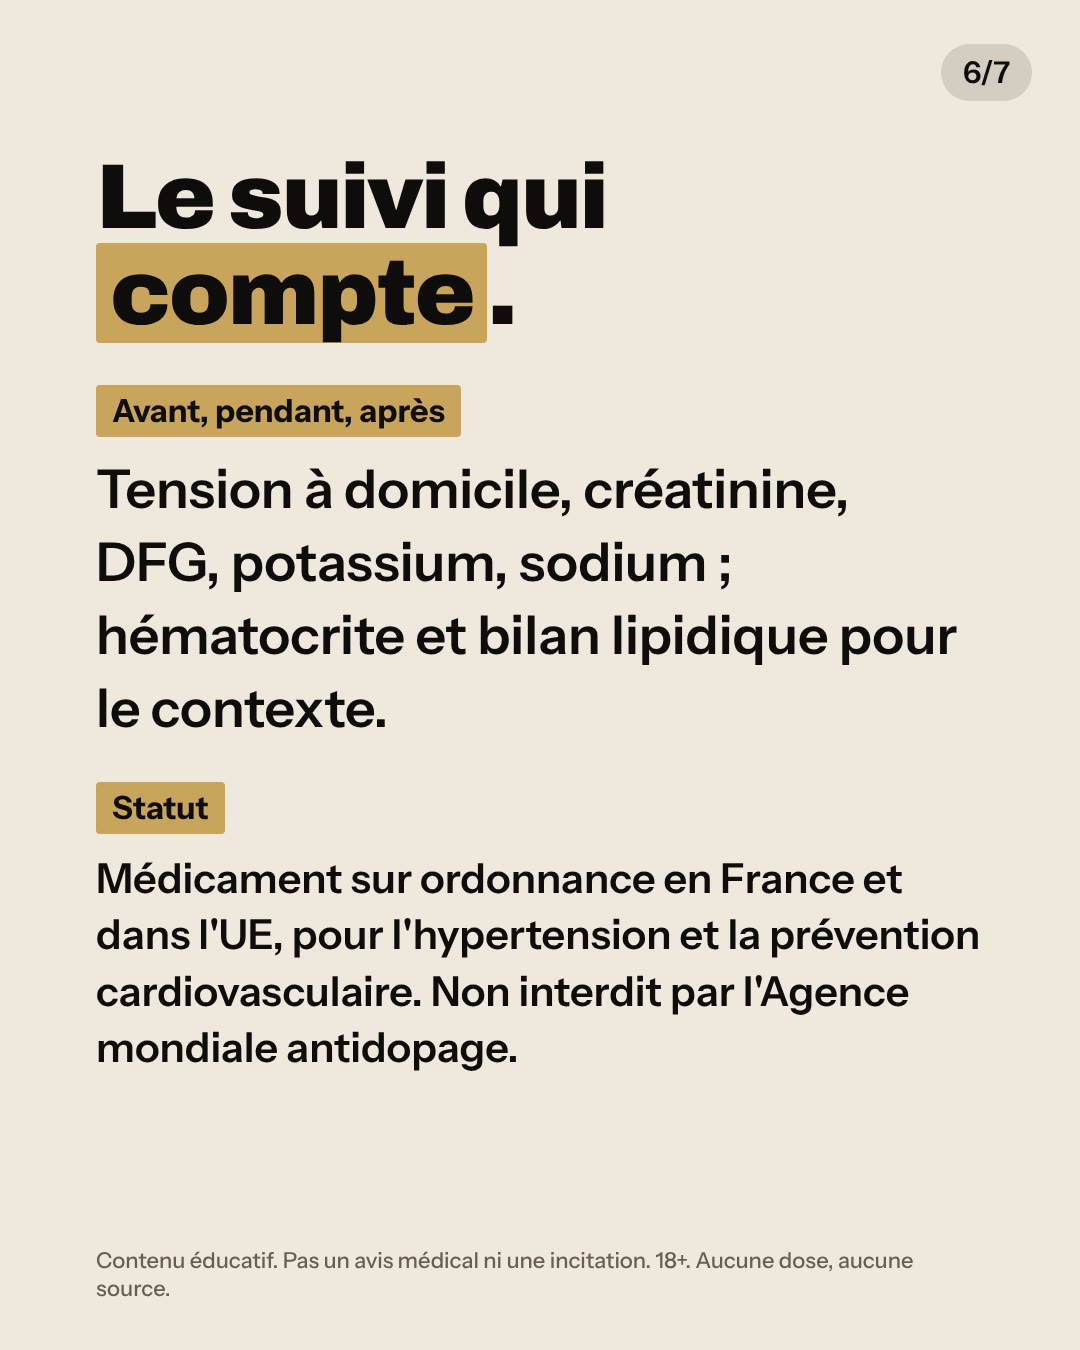 6/7
Le suivi qui
compte.
Avant, pendant, après
Tension à domicile, créatinine,
DFG, potassium, sodium ;
hématocrite et bilan lipidique pour
le contexte.
Statut
Médicament sur ordonnance en France et
dans l'UE, pour l'hypertension et la prévention
cardiovasculaire. Non interdit par l'Agence
mondiale antidopage.
Contenu éducatif. Pas un avis médical ni une incitation. 18+. Aucune dose, aucune
source.